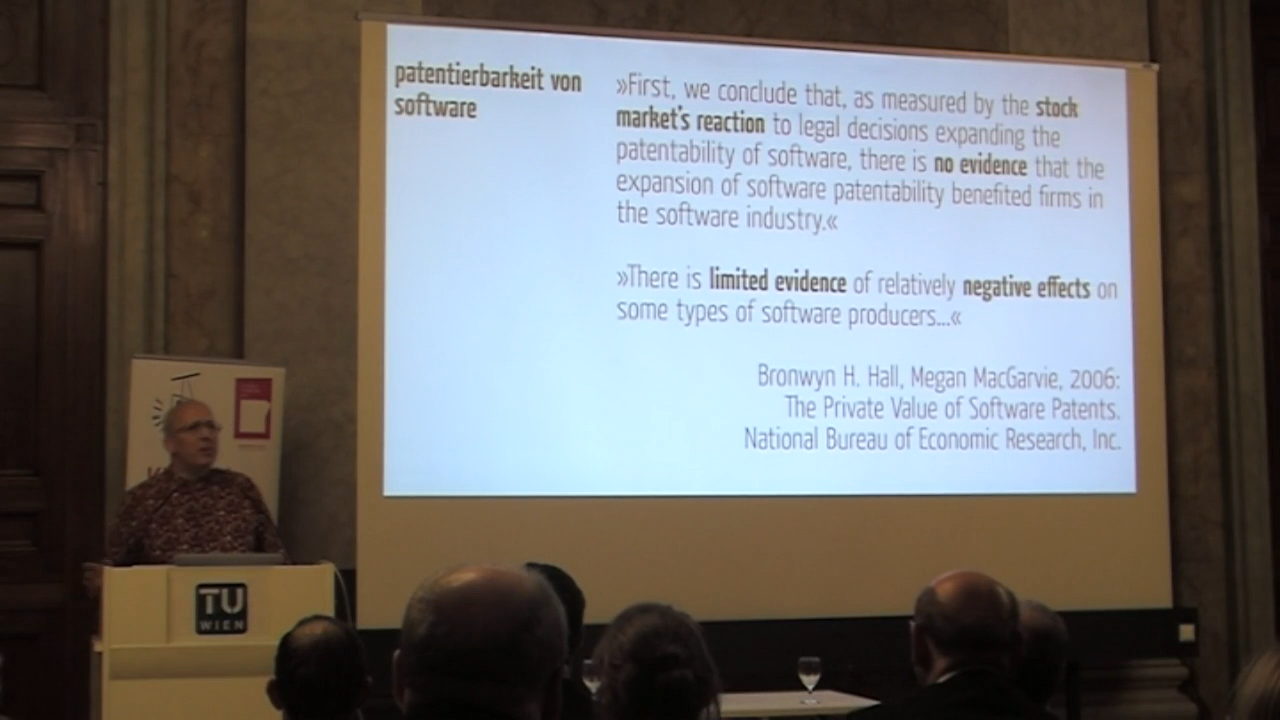 patentierbarkeit von
software
»First, we conclude that, as measured by the stock
market's reaction to legal decisions expanding the
patentability of software, there is no evidence that the
expansion of software patentability benefited firms in
the software industry.«
»There is limited evidence of relatively negative effects on
some types of software producers...«
Bronwyn H. Hall, Megan MacGarvie, 2006:
The Private Value of Software Patents.
National Bureau of Economic Research, Inc.
TU
WIEN